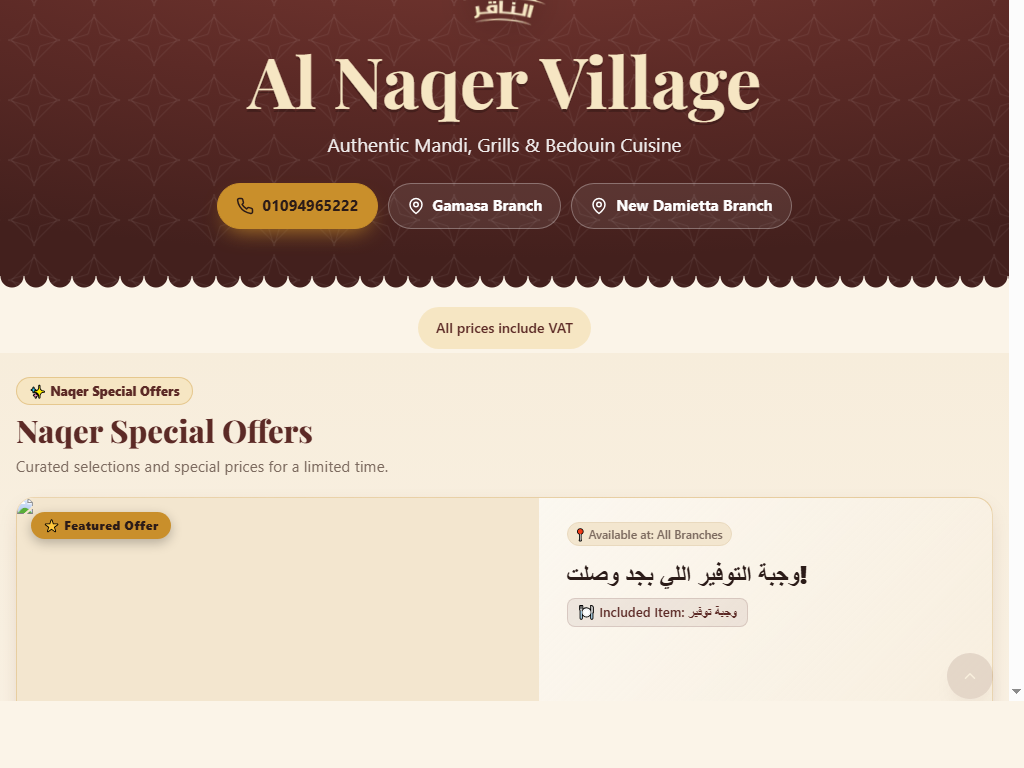 الناقر
Al Naqer Village
Authentic Mandi, Grills & Bedouin Cuisine
01094965222
Gamasa Branch
New Damietta Branch
All prices include VAT
Naqer Special Offers
Naqer Special Offers
Curated selections and special prices for a limited time.
Featured Offer
Available at: All Branches
وجبة التوفير اللي بجد وصلت!
Included Item: وجبة توفير